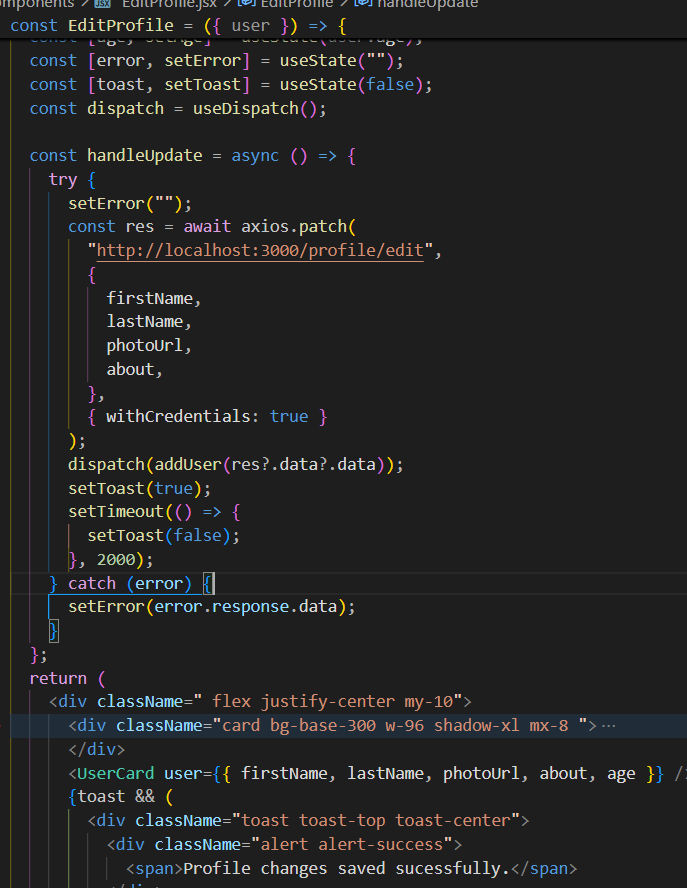 omponents > JSX EditProfile.jsx > EditProfile > handleUpdate
const EditProfile = ({ user }) => {
const [age, setAge] = useState(user.age);
const [error, setError] = useState("");
const [toast, setToast] = useState(false);
const dispatch = useDispatch();
const handleUpdate = async () => {
try {
setError("");
const res = await axios.patch(
"http://localhost:3000/profile/edit",
{
firstName,
lastName,
photoUrl,
about,
},
{ withCredentials: true }
);
dispatch(addUser(res?.data?.data));
setToast(true);
setTimeout(() => {
setToast(false);
}, 2000);
} catch (error) {
setError(error.response.data);
}
};
return (
<div className=" flex justify-center my-10">
<div className="card bg-base-300 w-96 shadow-xl mx-8 ">…
</div>
<UserCard user={{ firstName, lastName, photoUrl, about, age }} />
{toast && (
<div className="toast toast-top toast-center">
<div className="alert alert-success">
<span>Profile changes saved sucessfully.</span>
</div>